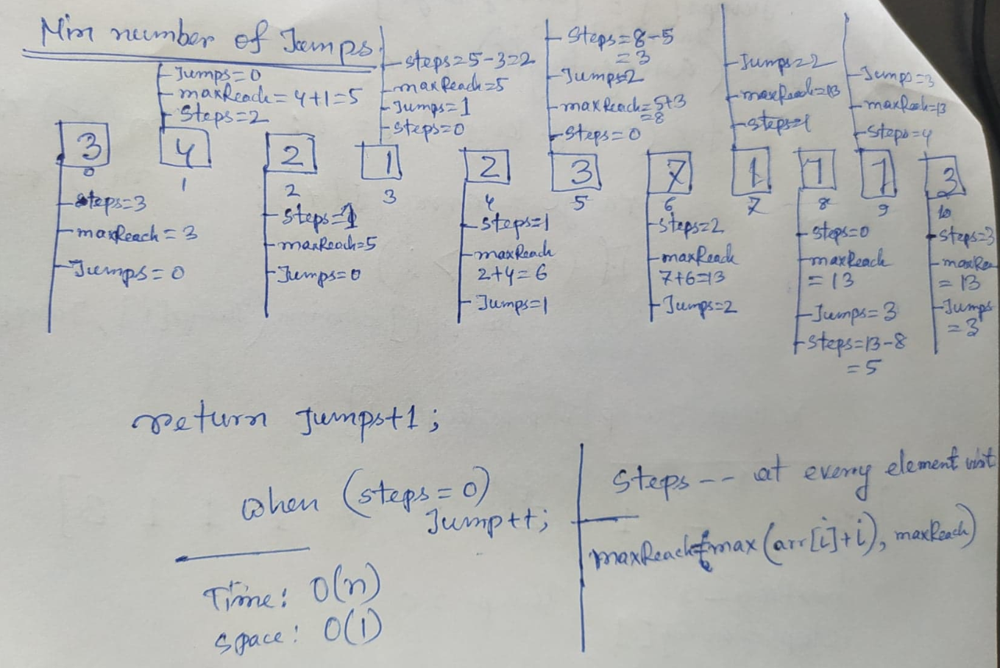 Min number of Jumps.
Jumps=0
maxReach=4+1=5
Steps=2
steps=5-3=2
maxReach=5
Jumps=1
steps=0
Steps=8-5
=3
Jumps=2
maxReach=5+3
=8
Steps=0
Jumps=2
maxReach=13
steps=1
Jumps=3
maxReach=13
steps=4
3 4 2 1 2 3 7 1 1 1 3
0 1 2 3 4 5 6 7 8 9 10
steps=3
maxReach=3
Jumps=0
steps=1
maxReach=5
Jumps=0
steps=1
maxReach
2+4=6
Jumps=1
steps=2
maxReach
7+6=13
Jumps=2
steps=0
maxReach
=13
Jumps=3
Steps=13-8
=5
steps=3
maxRea
=13
Jumps
=3
return Jumps+1;
when (steps=0)
Jump++;
Time: O(n)
space: O(1)
Steps-- at every element visit
maxReach=max(arr[i]+i), maxReach)